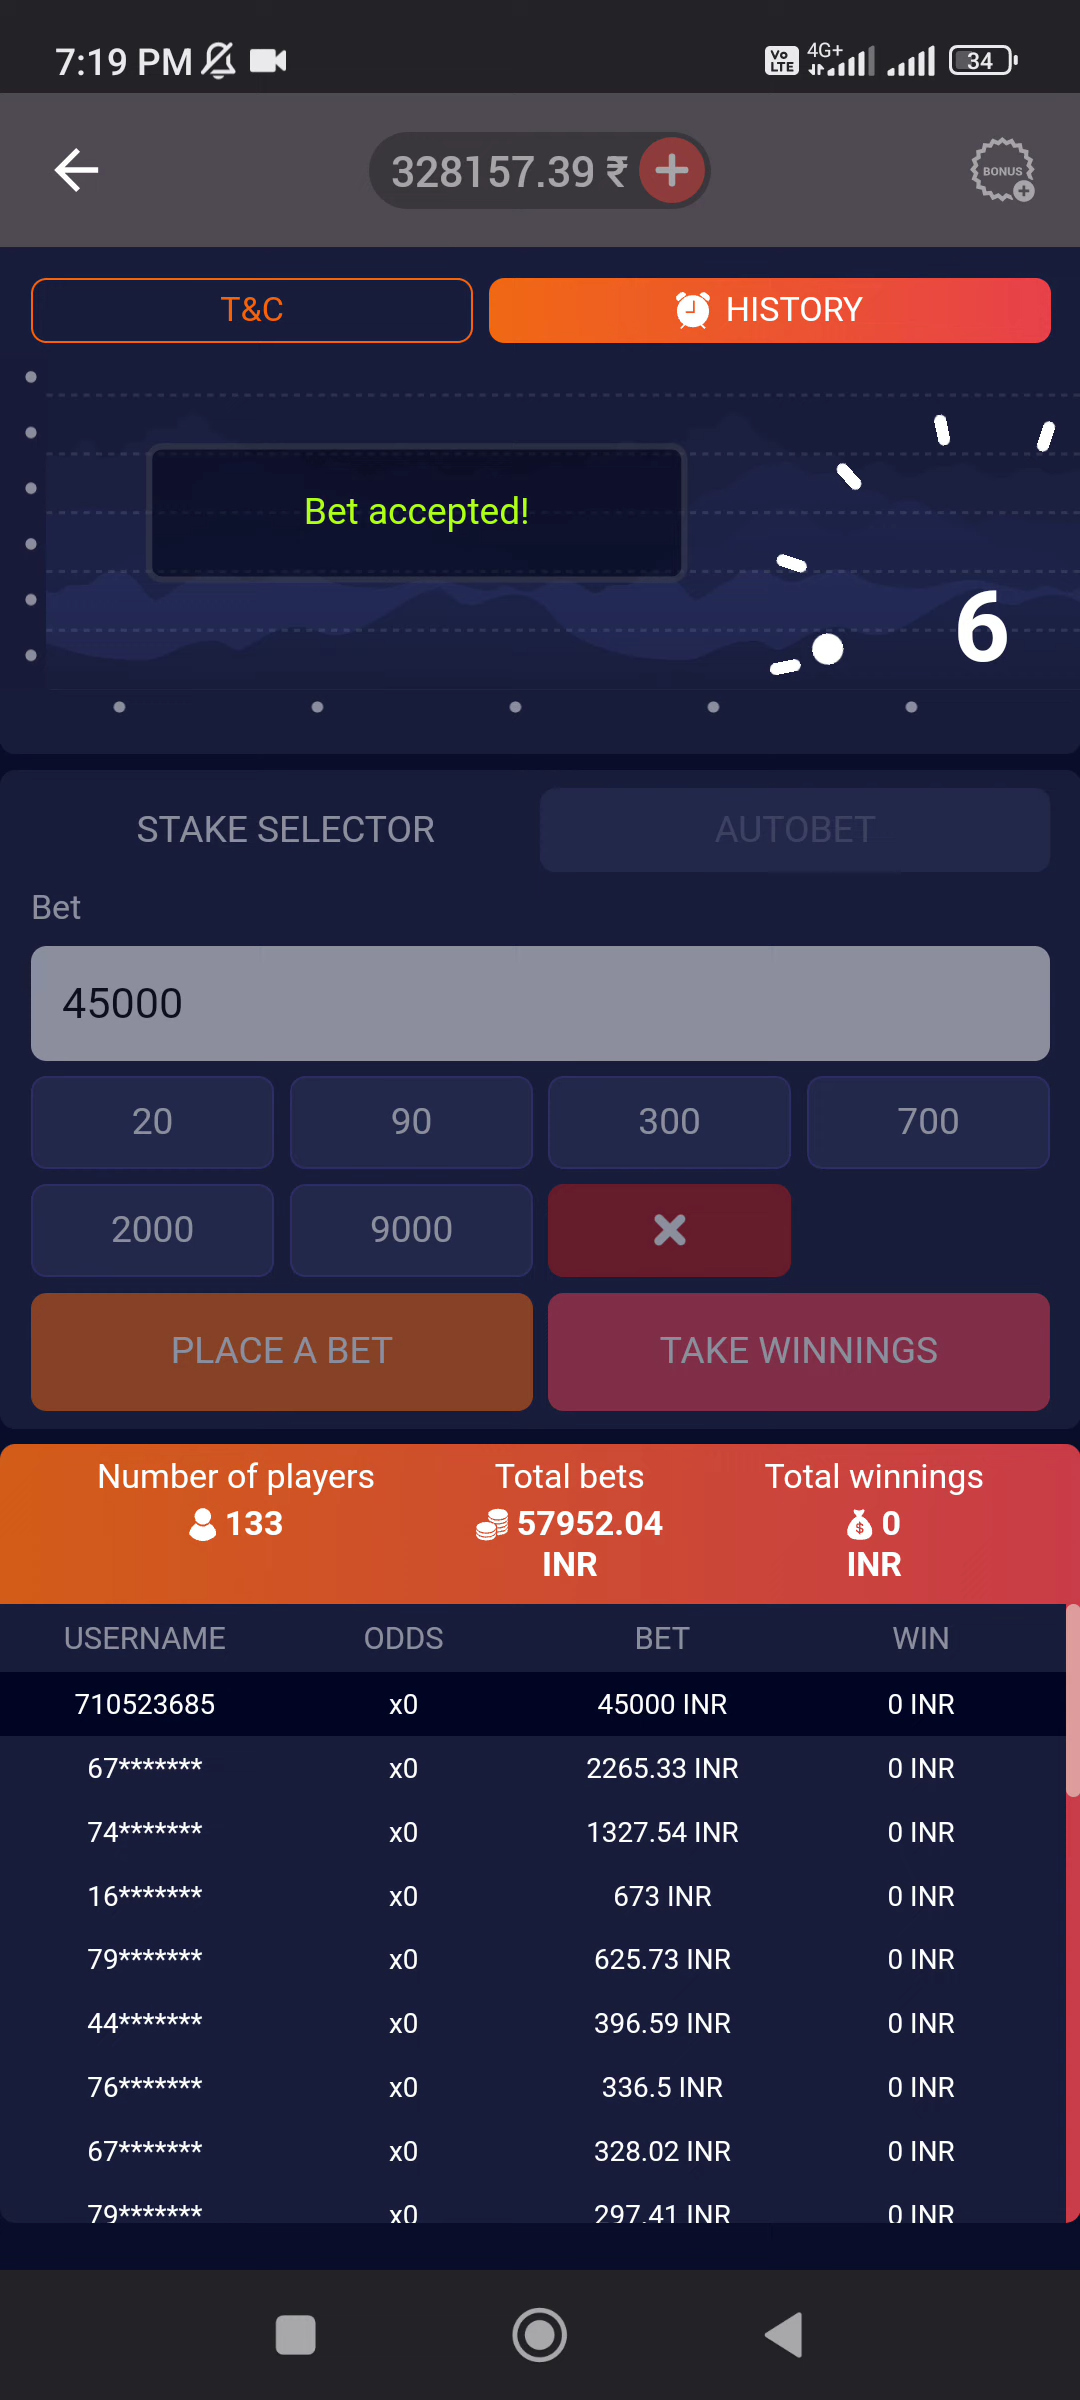 7:19 PM Vo LTE 4G+ 34
328157.39 ₹ BONUS
T&C HISTORY
Bet accepted!
6
STAKE SELECTOR AUTOBET
Bet
45000
20 90 300 700
2000 9000
PLACE A BET TAKE WINNINGS
Number of players Total bets Total winnings
133 57952.04 0
INR INR
USERNAME ODDS BET WIN
710523685 x0 45000 INR 0 INR
67******* x0 2265.33 INR 0 INR
74******* x0 1327.54 INR 0 INR
16******* x0 673 INR 0 INR
79******* x0 625.73 INR 0 INR
44******* x0 396.59 INR 0 INR
76******* x0 336.5 INR 0 INR
67******* x0 328.02 INR 0 INR
79******* x0 297.41 INR 0 INR